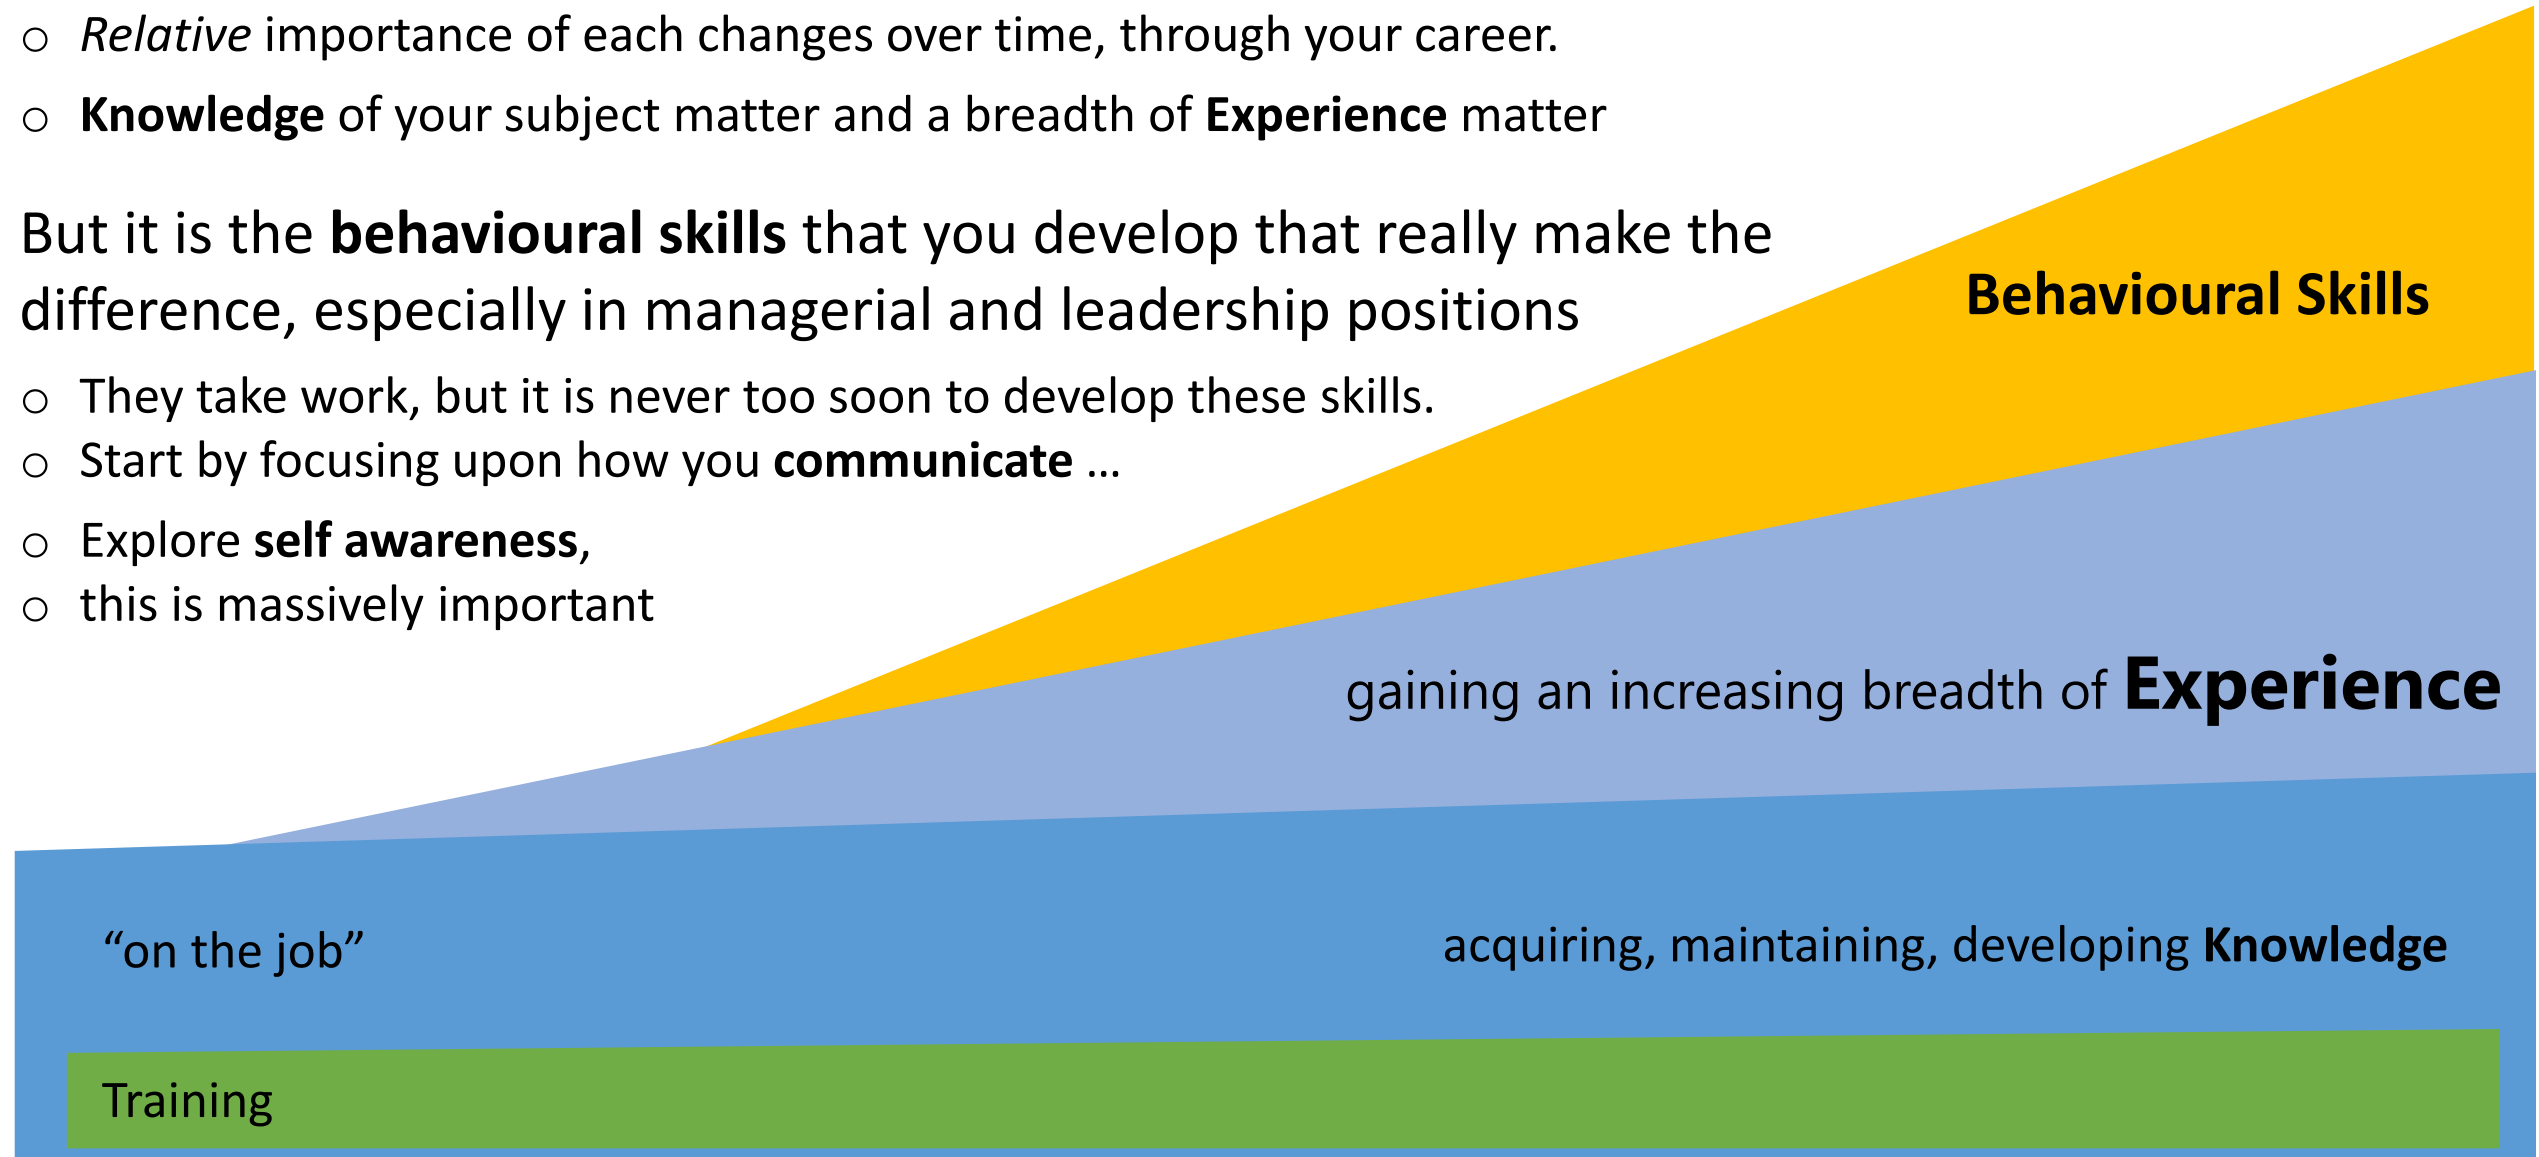 Relative importance of each changes over time, through your career.
Knowledge of your subject matter and a breadth of Experience matter
But it is the behavioural skills that you develop that really make the
difference, especially in managerial and leadership positions
They take work, but it is never too soon to develop these skills.
Start by focusing upon how you communicate ...
Explore self awareness,
this is massively important
Behavioural Skills
gaining an increasing breadth of Experience
“on the job”
acquiring, maintaining, developing Knowledge
Training